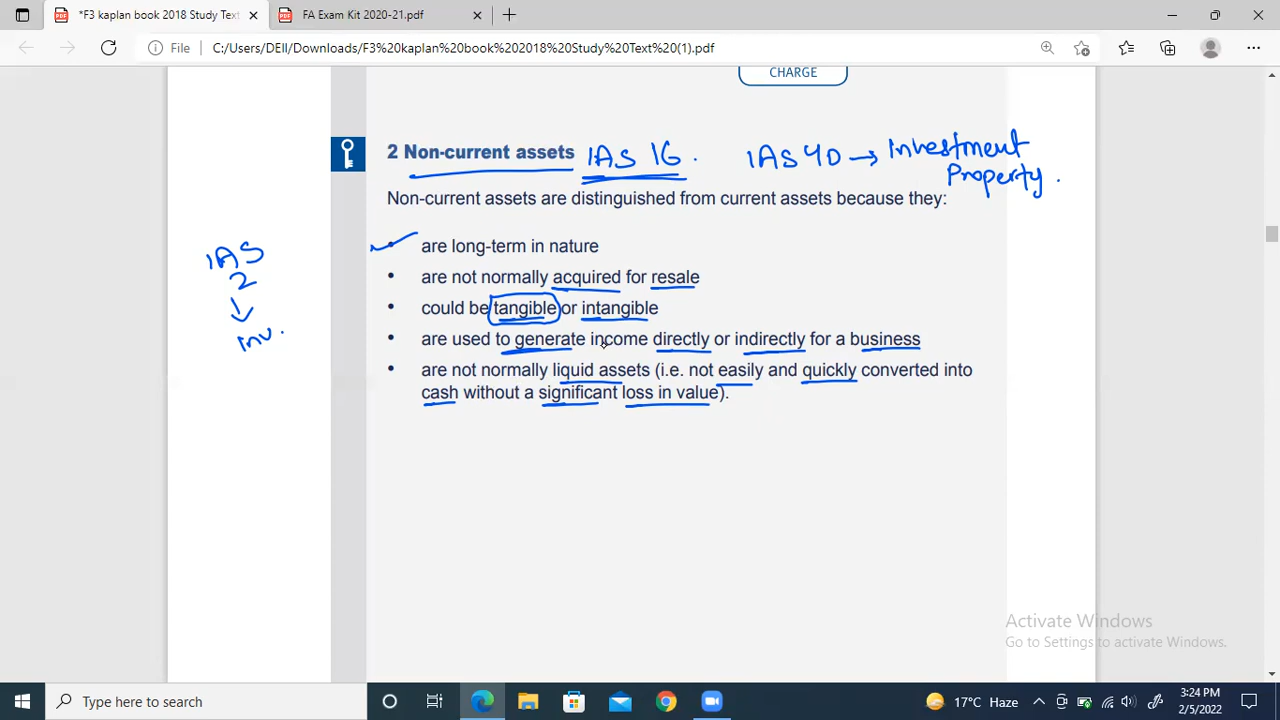 *F3 kaplan book 2018 Study Text
FA Exam Kit 2020-21.pdf
File
C:/Users/DEll/Downloads/F3%20kaplan%20book%202018%20Study%20Text%20(1).pdf
CHARGE
2 Non-current assets IAS 16. IAS 40 → Investment
Property.
Non-current assets are distinguished from current assets because they:
• are long-term in nature
IAS
2
↓
inv.
• are not normally acquired for resale
• could be tangible or intangible
• are used to generate income directly or indirectly for a business
• are not normally liquid assets (i.e. not easily and quickly converted into
cash without a significant loss in value).
Activate Windows
Go to Settings to activate Windows.
Type here to search
17°C Haze
3:24 PM
2/5/2022